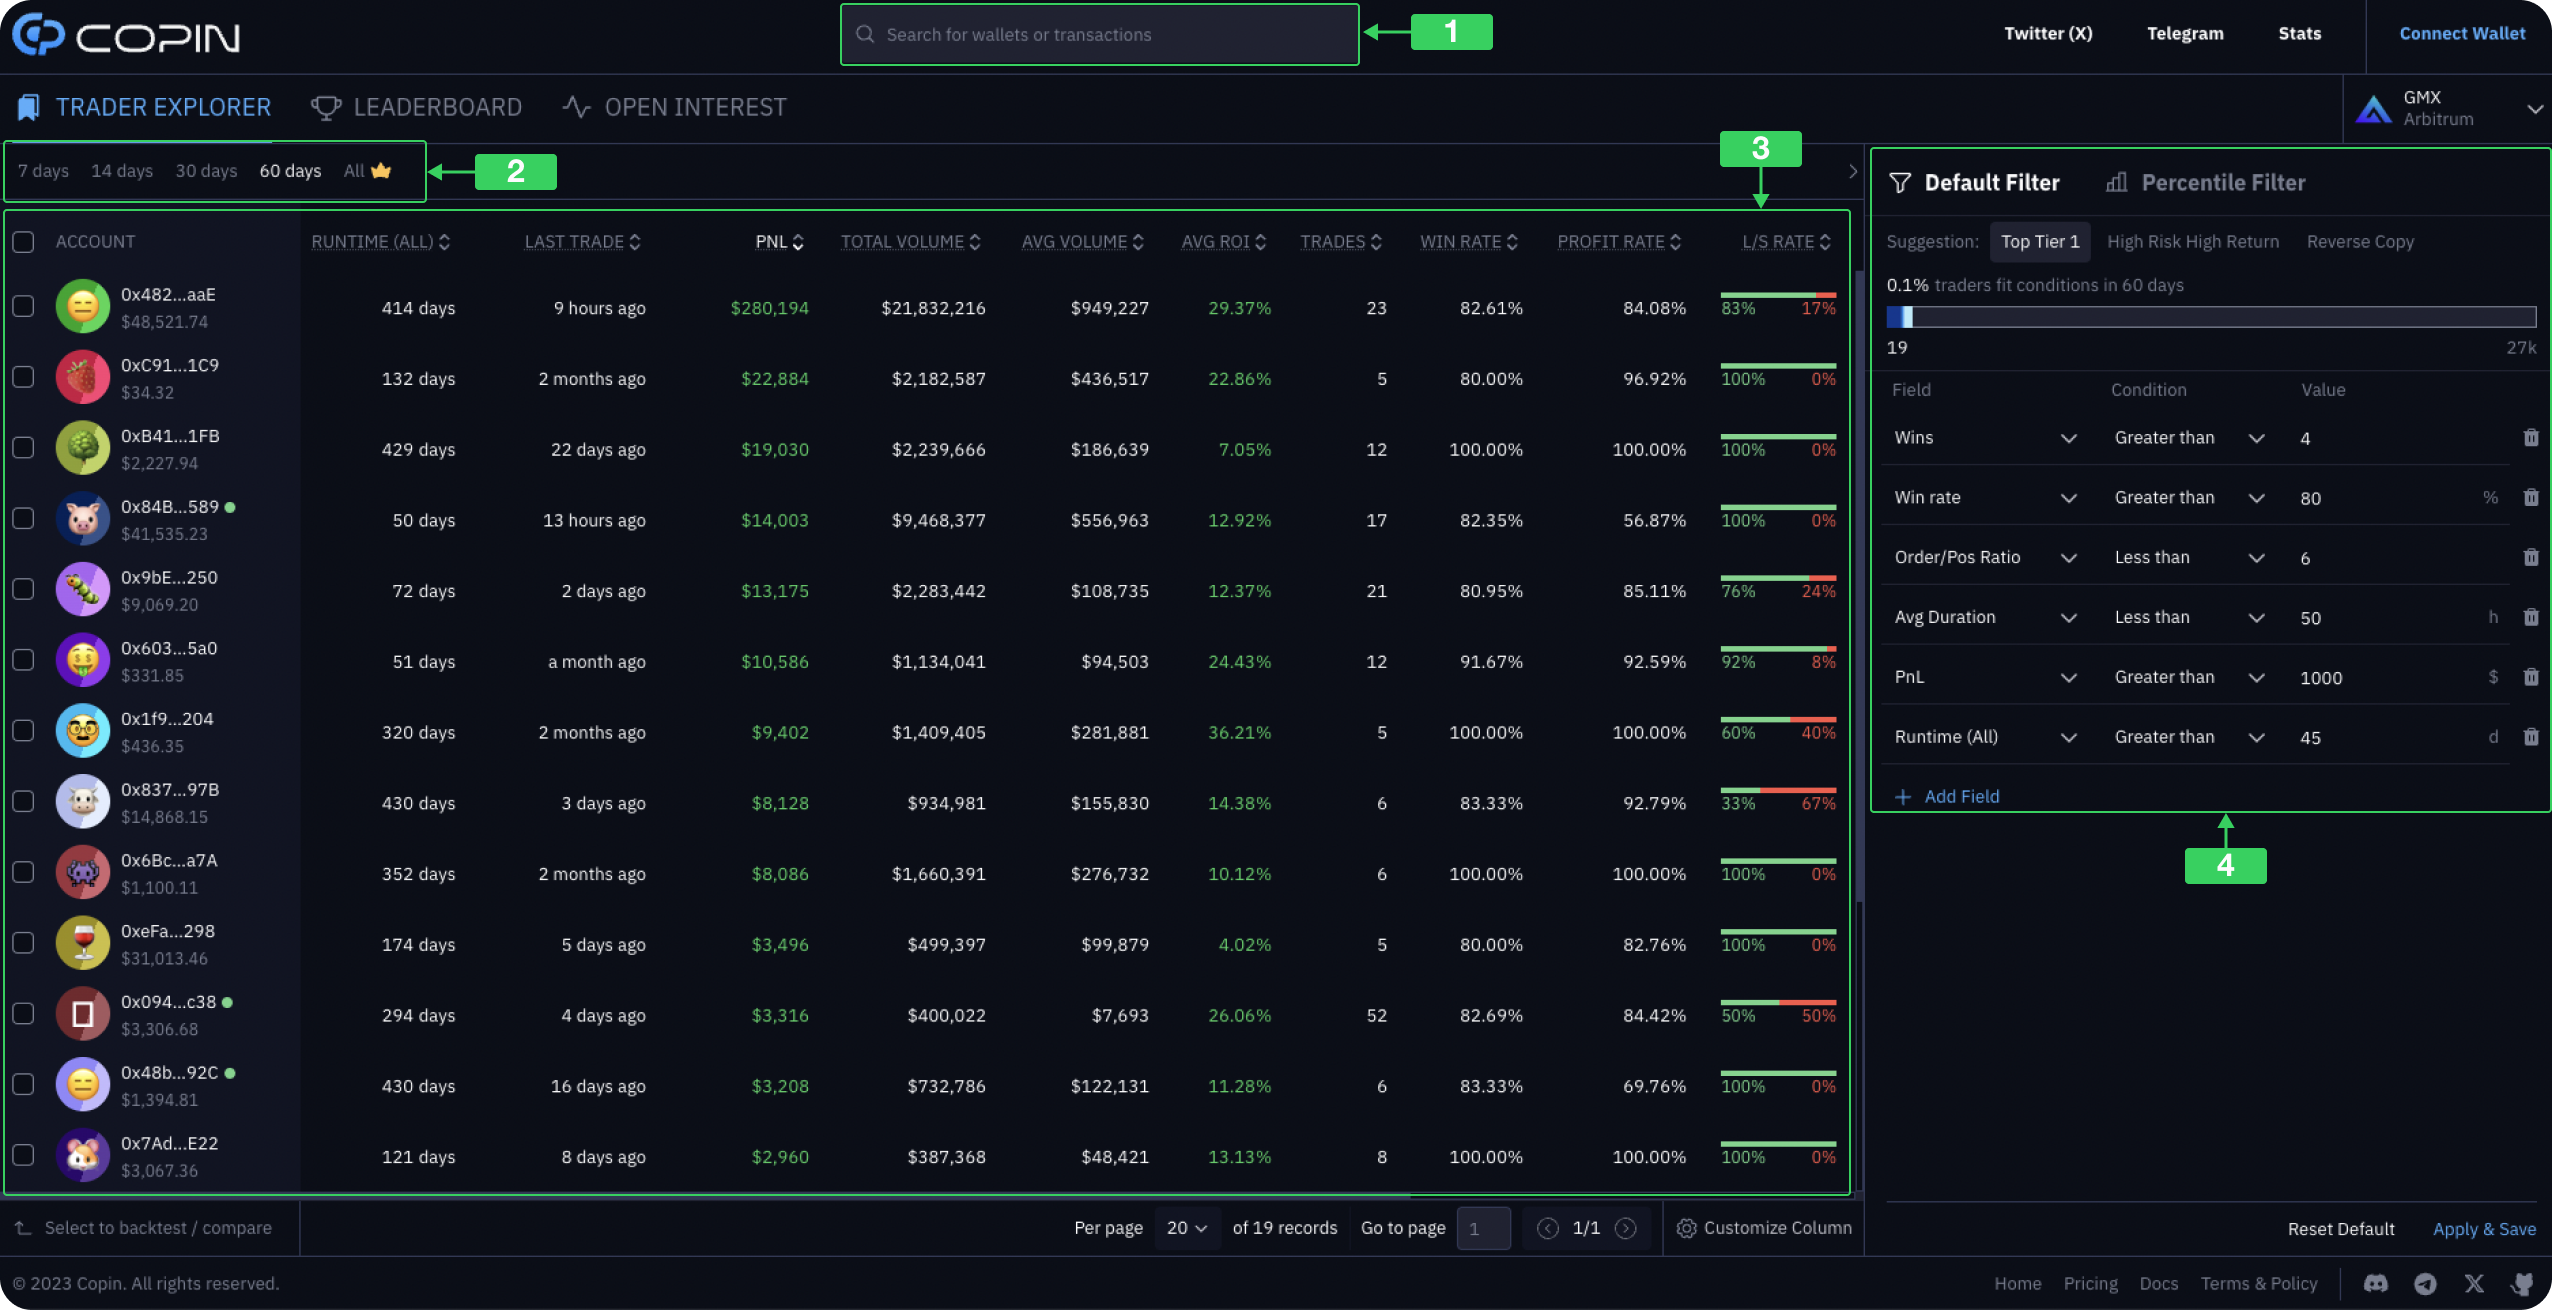 COPIN
Search for wallets or transactions
1
Twitter (X) Telegram Stats Connect Wallet
TRADER EXPLORER LEADERBOARD OPEN INTEREST
GMX
Arbitrum
7 days 14 days 30 days 60 days All
2
3
ACCOUNT RUNTIME (ALL) LAST TRADE PNL TOTAL VOLUME AVG VOLUME AVG ROI TRADES WIN RATE PROFIT RATE L/S RATE
0x482...aaE
$48,521.74
414 days 9 hours ago $280,194 $21,832,216 $949,227 29.37% 23 82.61% 84.08% 83% 17%
0xC91...1C9
$34.32
132 days 2 months ago $22,884 $2,182,587 $436,517 22.86% 5 80.00% 96.92% 100% 0%
0xB41...1FB
$2,227.94
429 days 22 days ago $19,030 $2,239,666 $186,639 7.05% 12 100.00% 100.00% 100% 0%
0x84B...589
$41,535.23
50 days 13 hours ago $14,003 $9,468,377 $556,963 12.92% 17 82.35% 56.87% 100% 0%
0x9bE...250
$9,069.20
72 days 2 days ago $13,175 $2,283,442 $108,735 12.37% 21 80.95% 85.11% 76% 24%
0x603...5a0
$331.85
51 days a month ago $10,586 $1,134,041 $94,503 24.43% 12 91.67% 92.59% 92% 8%
0x1f9...204
$436.35
320 days 2 months ago $9,402 $1,409,405 $281,881 36.21% 5 100.00% 100.00% 60% 40%
0x837...97B
$14,868.15
430 days 3 days ago $8,128 $934,981 $155,830 14.38% 6 83.33% 92.79% 33% 67%
0x6Bc...a7A
$1,100.11
352 days 2 months ago $8,086 $1,660,391 $276,732 10.12% 6 100.00% 100.00% 100% 0%
0xeFa...298
$31,013.46
174 days 5 days ago $3,496 $499,397 $99,879 4.02% 5 80.00% 82.76% 100% 0%
0x094...c38
$3,306.68
294 days 4 days ago $3,316 $400,022 $7,693 26.06% 52 82.69% 84.42% 50% 50%
0x48b...92C
$1,394.81
430 days 16 days ago $3,208 $732,786 $122,131 11.28% 6 83.33% 69.76% 100% 0%
0x7Ad...E22
$3,067.36
121 days 8 days ago $2,960 $387,368 $48,421 13.13% 8 100.00% 100.00% 100% 0%
Select to backtest / compare
Per page 20 of 19 records Go to page 1 1/1 Customize Column
Default Filter Percentile Filter
Suggestion: Top Tier 1 High Risk High Return Reverse Copy
0.1% traders fit conditions in 60 days
19 27k
Field Condition Value
Wins Greater than 4
Win rate Greater than 80 %
Order/Pos Ratio Less than 6
Avg Duration Less than 50 h
PnL Greater than 1000 $
Runtime (All) Greater than 45 d
Add Field
4
Reset Default Apply & Save
© 2023 Copin. All rights reserved.
Home Pricing Docs Terms & Policy